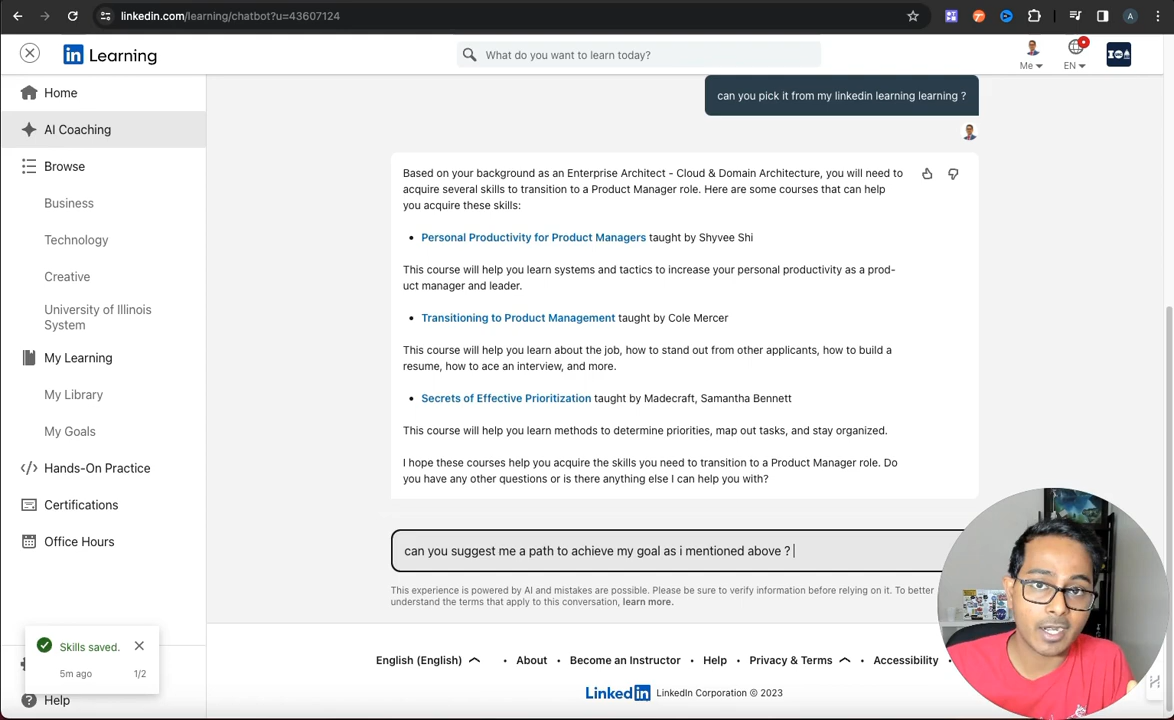 linkedin.com/learning/chatbot?u=43607124
A
in Learning
What do you want to learn today?
Me
EN
Home
AI Coaching
Browse
Business
Technology
Creative
University of Illinois
System
My Learning
My Library
My Goals
Hands-On Practice
Certifications
Office Hours
Skills saved.
5m ago
1/2
Help
can you pick it from my linkedin learning learning ?
Based on your background as an Enterprise Architect - Cloud & Domain Architecture, you will need to
acquire several skills to transition to a Product Manager role. Here are some courses that can help
you acquire these skills:
• Personal Productivity for Product Managers taught by Shyvee Shi
This course will help you learn systems and tactics to increase your personal productivity as a prod-
uct manager and leader.
• Transitioning to Product Management taught by Cole Mercer
This course will help you learn about the job, how to stand out from other applicants, how to build a
resume, how to ace an interview, and more.
• Secrets of Effective Prioritization taught by Madecraft, Samantha Bennett
This course will help you learn methods to determine priorities, map out tasks, and stay organized.
I hope these courses help you acquire the skills you need to transition to a Product Manager role. Do
you have any other questions or is there anything else I can help you with?
can you suggest me a path to achieve my goal as i mentioned above ?
This experience is powered by AI and mistakes are possible. Please be sure to verify information before relying on it. To better
understand the terms that apply to this conversation, learn more.
English (English) • About • Become an Instructor • Help • Privacy & Terms • Accessibility •
LinkedIn LinkedIn Corporation © 2023